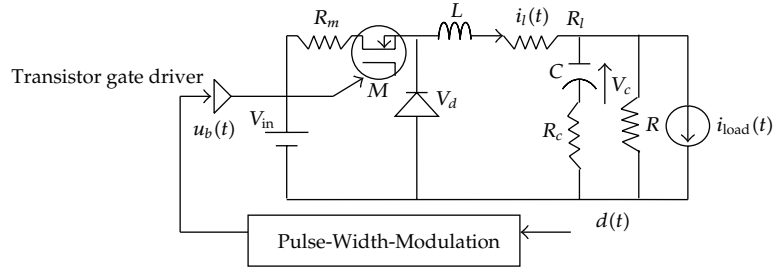 R_m
L
i_l(t)
R_l
Transistor gate driver
M
C
V_c
V_d
V_in
u_b(t)
R_c
R
i_load(t)
d(t)
Pulse-Width-Modulation